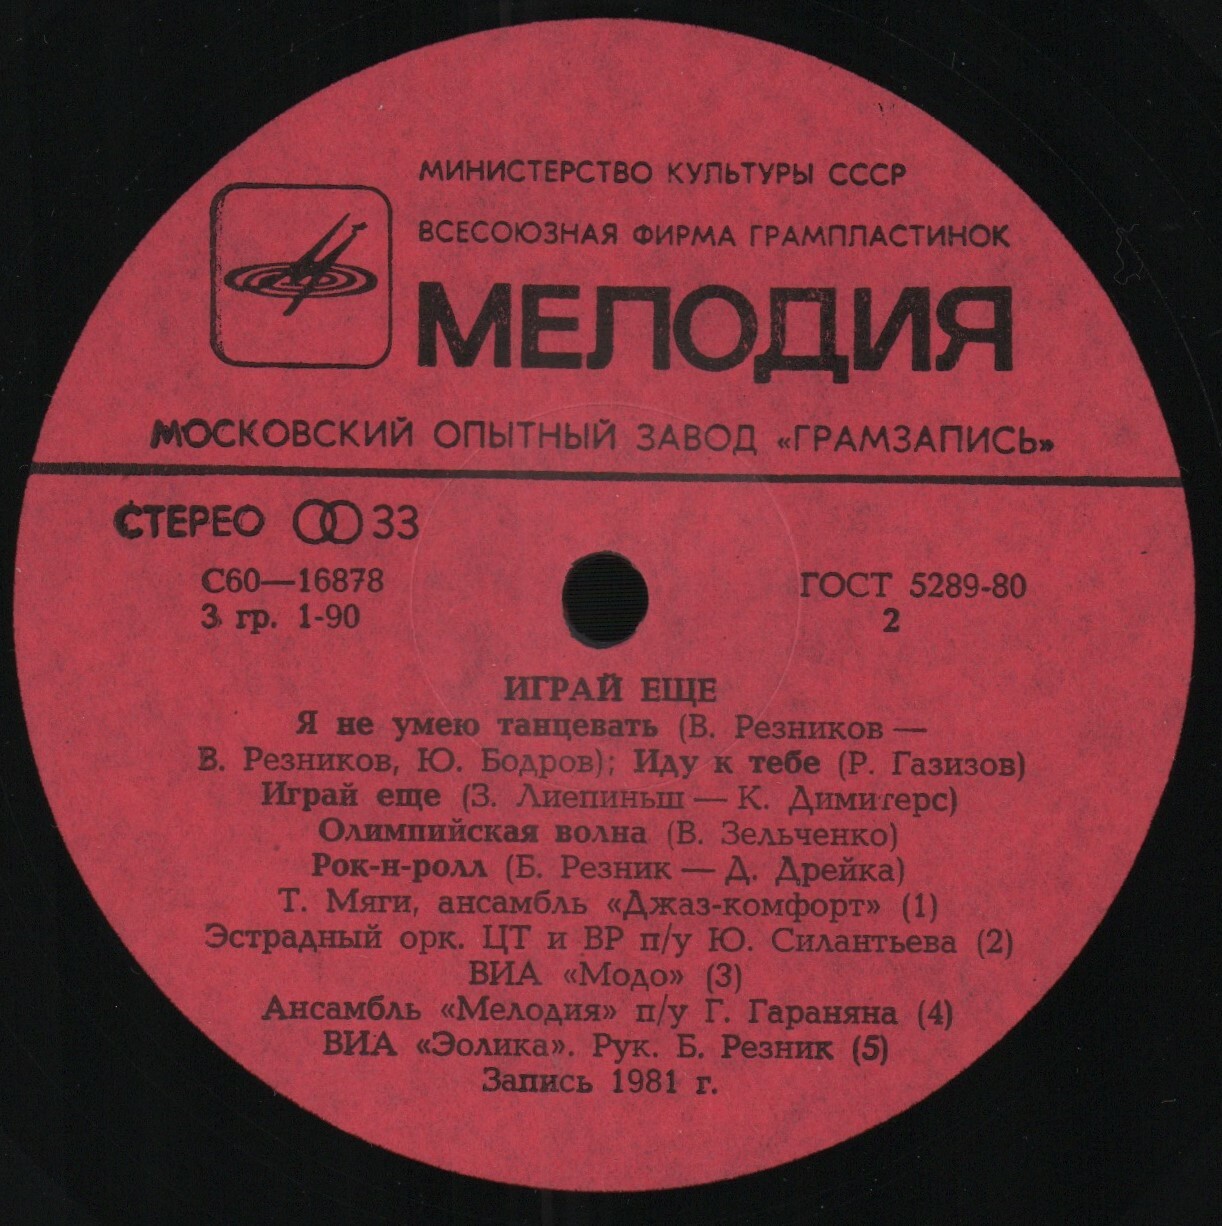 МИНИСТЕРСТВО КУЛЬТУРЫ СССР
ВСЕСОЮЗНАЯ ФИРМА ГРАМПЛАСТИНОК
МЕЛОДИЯ
МОСКОВСКИЙ ОПЫТНЫЙ ЗАВОД «ГРАМЗАПИСЬ»
СТЕРЕО 33
С60—16878
3 гр. 1-90
ГОСТ 5289-80
2
ИГРАЙ ЕЩЕ
Я не умею танцевать (В. Резников —
В. Резников, Ю. Бодров); Иду к тебе (Р. Газизов)
Играй еще (З. Лиепиньш — К. Димитерс)
Олимпийская волна (В. Зельченко)
Рок-н-ролл (Б. Резник — Д. Дрейка)
Т. Мяги, ансамбль «Джаз-комфорт» (1)
Эстрадный орк. ЦТ и ВР п/у Ю. Силантьева (2)
ВИА «Модо» (3)
Ансамбль «Мелодия» п/у Г. Гараняна (4)
ВИА «Эолика». Рук. Б. Резник (5)
Запись 1981 г.